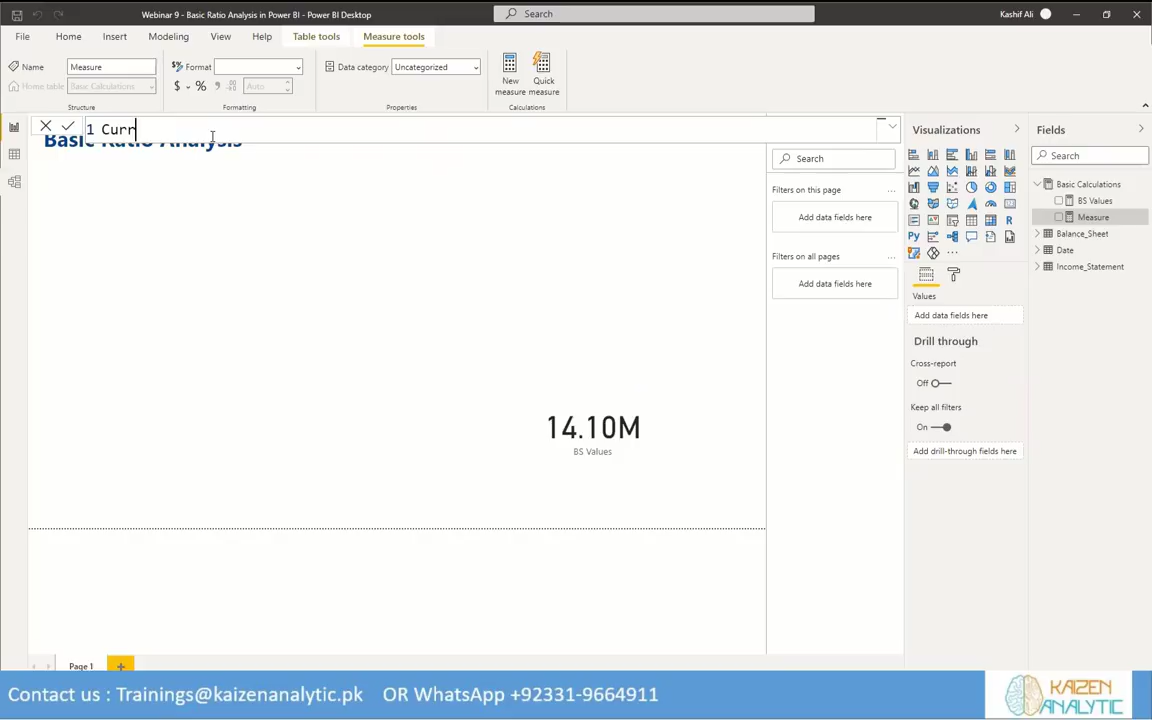 Webinar 9 - Basic Ratio Analysis in Power BI - Power BI Desktop
Search
Kashif Ali
File
Home
Insert
Modeling
View
Help
Table tools
Measure tools
Name
Measure
Format
Data category
Uncategorized
Home table
Basic Calculations
$
%
Auto
New measure
Quick measure
Structure
Formatting
Properties
Calculations
1 Curr
Basic Ratio Analysis
14.10M
BS Values
Search
Filters on this page
...
Add data fields here
Filters on all pages
...
Add data fields here
Visualizations
R
Py
...
Values
Add data fields here
Drill through
Cross-report
Off
Keep all filters
On
Add drill-through fields here
Fields
Search
Basic Calculations
BS Values
Measure
Balance_Sheet
Date
Income_Statement
Page 1
+
Contact us : Trainings@kaizenanalytic.pk OR WhatsApp +92331-9664911
KAIZEN
ANALYTIC